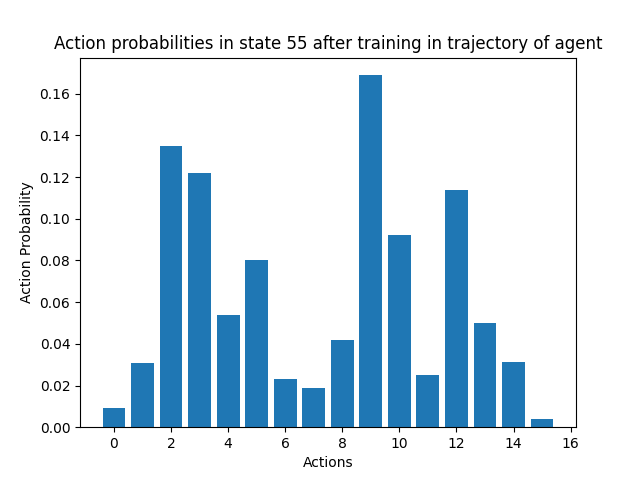 Action probabilities in state 55 after training in trajectory of agent
0.16
0.14
0.12
0.10
0.08
0.06
0.04
0.02
0.00
Action Probability
0 2 4 6 8 10 12 14 16
Actions